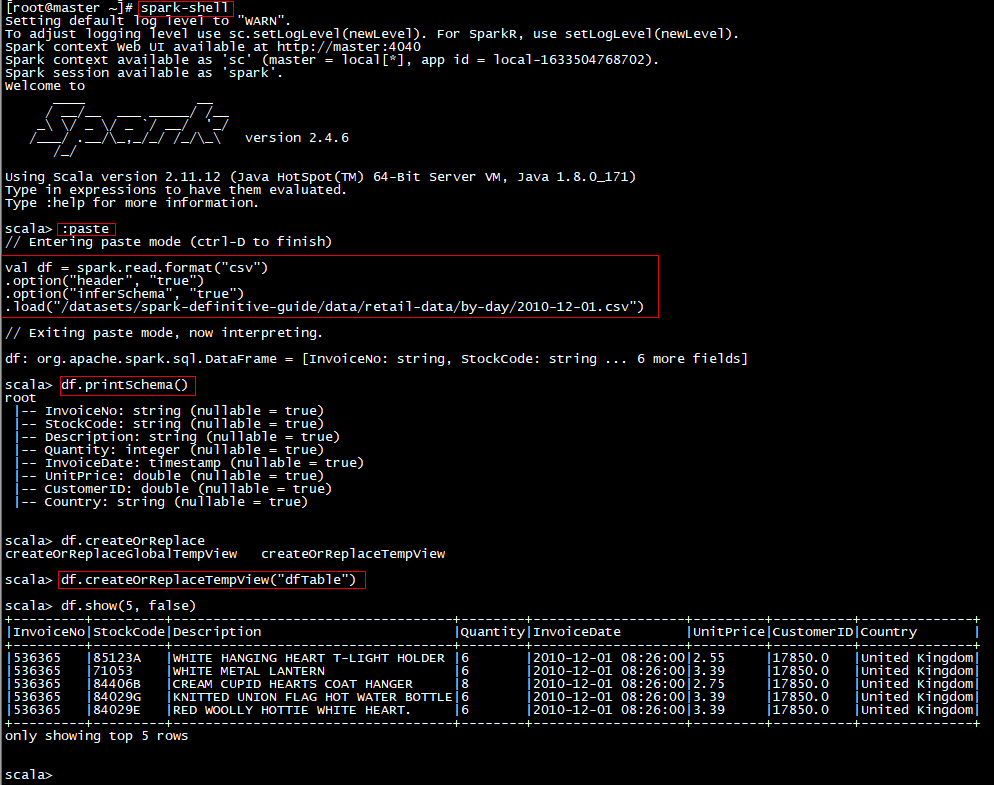 [root@master ~]# spark-shell
Setting default log level to "WARN".
To adjust logging level use sc.setLogLevel(newLevel). For SparkR, use setLogLevel(newLevel).
Spark context Web UI available at http://master:4040
Spark context available as 'sc' (master = local[*], app id = local-1633504768702).
Spark session available as 'spark'.
Welcome to
      ____              __
     / __/__  ___ _____/ /__
    _\ \/ _ \/ _ `/ __/  '_/
   /___/ .__/\_,_/_/ /_/\_\   version 2.4.6
      /_/

Using Scala version 2.11.12 (Java HotSpot(TM) 64-Bit Server VM, Java 1.8.0_171)
Type in expressions to have them evaluated.
Type :help for more information.

scala> :paste
// Entering paste mode (ctrl-D to finish)

val df = spark.read.format("csv")
.option("header", "true")
.option("inferSchema", "true")
.load("/datasets/spark-definitive-guide/data/retail-data/by-day/2010-12-01.csv")

// Exiting paste mode, now interpreting.

df: org.apache.spark.sql.DataFrame = [InvoiceNo: string, StockCode: string ... 6 more fields]

scala> df.printSchema()
root
 |-- InvoiceNo: string (nullable = true)
 |-- StockCode: string (nullable = true)
 |-- Description: string (nullable = true)
 |-- Quantity: integer (nullable = true)
 |-- InvoiceDate: timestamp (nullable = true)
 |-- UnitPrice: double (nullable = true)
 |-- CustomerID: double (nullable = true)
 |-- Country: string (nullable = true)


scala> df.createOrReplace
createOrReplaceGlobalTempView   createOrReplaceTempView

scala> df.createOrReplaceTempView("dfTable")

scala> df.show(5, false)
+---------+---------+-----------------------------------+--------+-------------------+---------+----------+--------------+
|InvoiceNo|StockCode|Description                        |Quantity|InvoiceDate        |UnitPrice|CustomerID|Country       |
+---------+---------+-----------------------------------+--------+-------------------+---------+----------+--------------+
|536365   |85123A   |WHITE HANGING HEART T-LIGHT HOLDER |6       |2010-12-01 08:26:00|2.55     |17850.0   |United Kingdom|
|536365   |71053    |WHITE METAL LANTERN                |6       |2010-12-01 08:26:00|3.39     |17850.0   |United Kingdom|
|536365   |84406B   |CREAM CUPID HEARTS COAT HANGER     |8       |2010-12-01 08:26:00|2.75     |17850.0   |United Kingdom|
|536365   |84029G   |KNITTED UNION FLAG HOT WATER BOTTLE|6       |2010-12-01 08:26:00|3.39     |17850.0   |United Kingdom|
|536365   |84029E   |RED WOOLLY HOTTIE WHITE HEART.     |6       |2010-12-01 08:26:00|3.39     |17850.0   |United Kingdom|
+---------+---------+-----------------------------------+--------+-------------------+---------+----------+--------------+
only showing top 5 rows


scala>